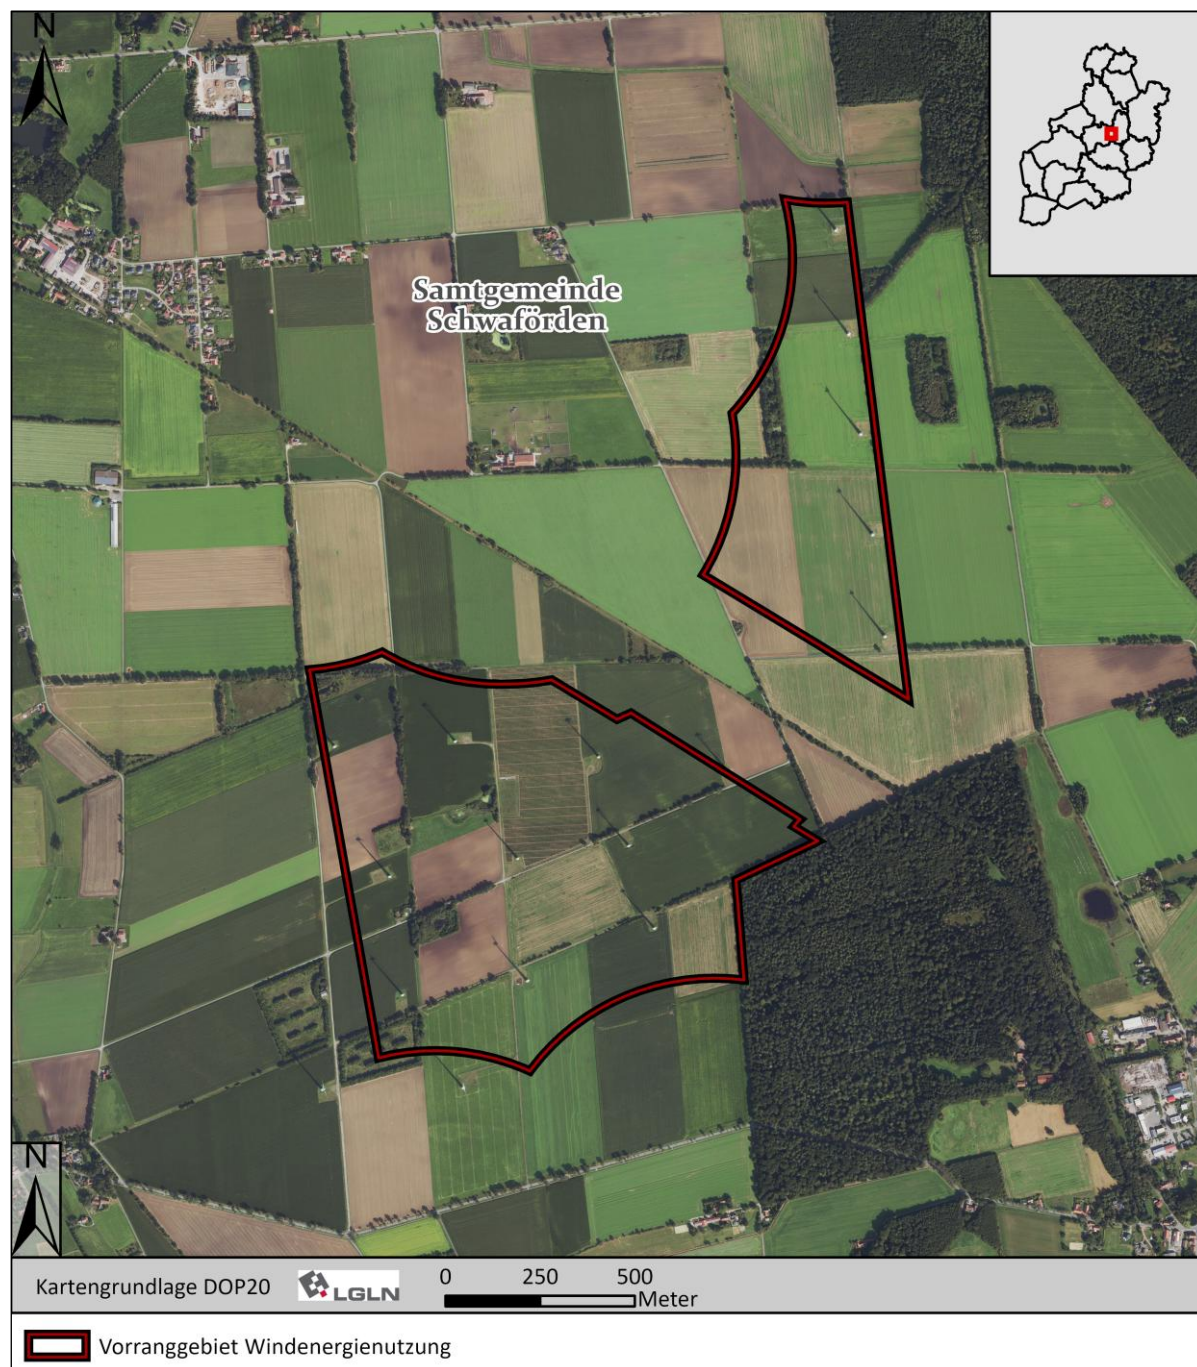 N
Samtgemeinde
Schwaförden
N
Kartengrundlage DOP20
LGLN
0 250 500
Meter
Vorranggebiet Windenergienutzung